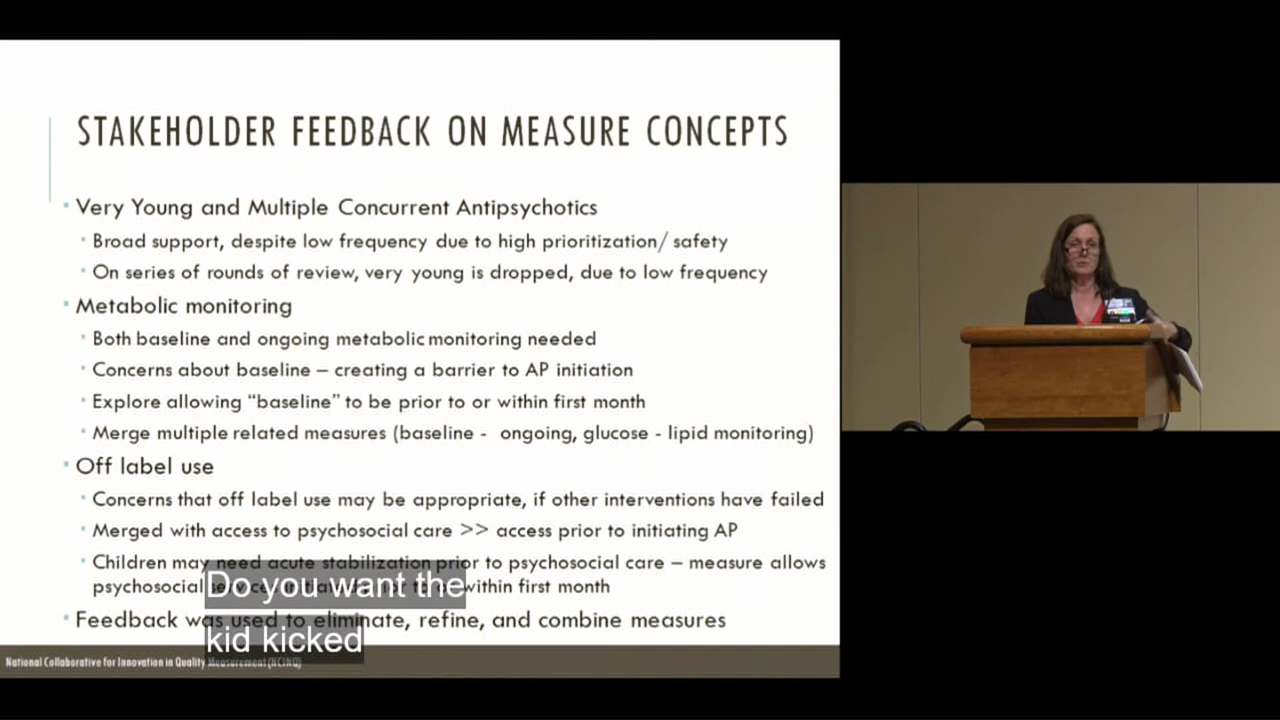 STAKEHOLDER FEEDBACK ON MEASURE CONCEPTS
Very Young and Multiple Concurrent Antipsychotics
Broad support, despite low frequency due to high prioritization/ safety
On series of rounds of review, very young is dropped, due to low frequency
Metabolic monitoring
Both baseline and ongoing metabolic monitoring needed
Concerns about baseline – creating a barrier to AP initiation
Explore allowing “baseline” to be prior to or within first month
Merge multiple related measures (baseline - ongoing, glucose - lipid monitoring)
Off label use
Concerns that off label use may be appropriate, if other interventions have failed
Merged with access to psychosocial care >> access prior to initiating AP
Children may need acute stabilization prior to psychosocial care – measure allows
psychosocial within first month
Feedback was used to eliminate, refine, and combine measures
National Collaborative for Innovation in Quality Measurement (NCINQ)
Do you want the
kid kicked